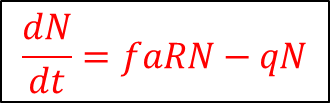 dN/dt = faRN − qN